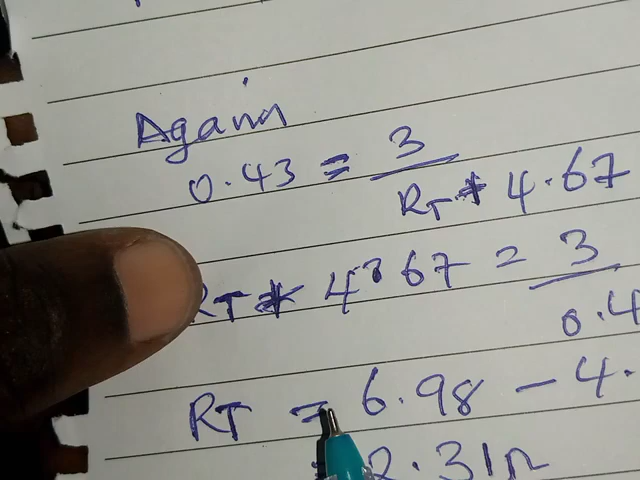 Again
0.43 = 3 / RT + 4.67
RT + 4.67 = 3 / 0.4
RT = 6.98 - 4.
2.31Ω